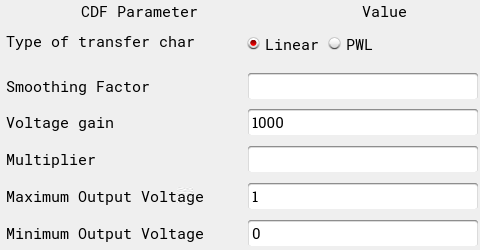 CDF Parameter Value
Type of transfer char Linear PWL
Smoothing Factor
Voltage gain 1000
Multiplier
Maximum Output Voltage 1
Minimum Output Voltage 0